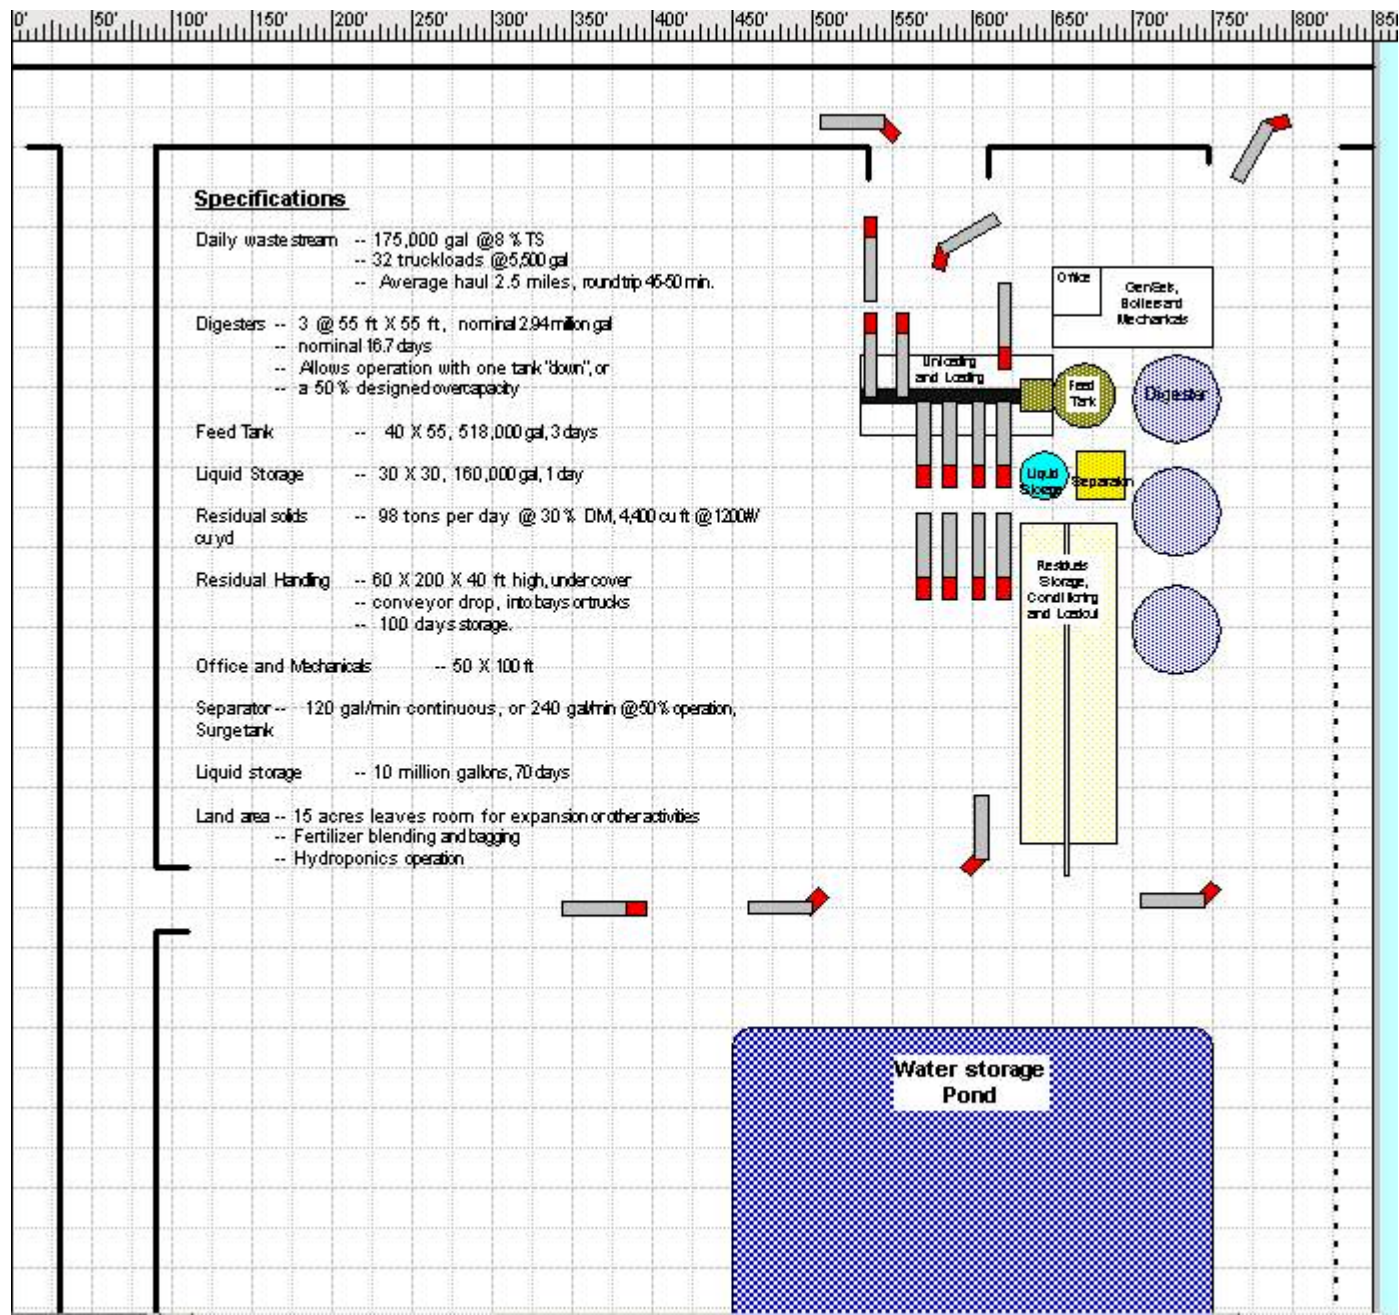 0' 50' 100' 150' 200' 250' 300' 350' 400' 450' 500' 550' 600' 650' 700' 750' 800' 850
Specifications
Daily waste stream -- 175,000 gal @8 % TS
-- 32 truckloads @5,500 gal
-- Average haul 2.5 miles, round trip 45-50 min.
Digesters -- 3 @ 55 ft X 55 ft, nominal 2.94 million gal
-- nominal 16.7 days
-- Allows operation with one tank "down", or
-- a 50 % designed overcapacity
Feed Tank -- 40 X 55, 518,000 gal, 3 days
Liquid Storage -- 30 X 30, 160,000 gal, 1 day
Residual solids -- 98 tons per day @ 30 % DM, 4,400 cu ft @ 1200#/
cu yd
Residual Handling -- 60 X 200 X 40 ft high, under cover
-- conveyor drop, into bays or trucks
-- 100 days storage.
Office and Mechanicals -- 50 X 100 ft
Separator -- 120 gal/min continuous, or 240 gal/min @ 50 % operation,
Surge tank
Liquid storage -- 10 million gallons, 70 days
Land area -- 15 acres leaves room for expansion or other activities
-- Fertilizer blending and bagging
-- Hydroponics operation
Office
GenSets,
Boilers and
Mechanicals
Unloading
and Loading
Feed
Tank
Digester
Liquid
Storage
Separation
Residuals
Storage,
Conditioning
and Loadout
Water storage
Pond